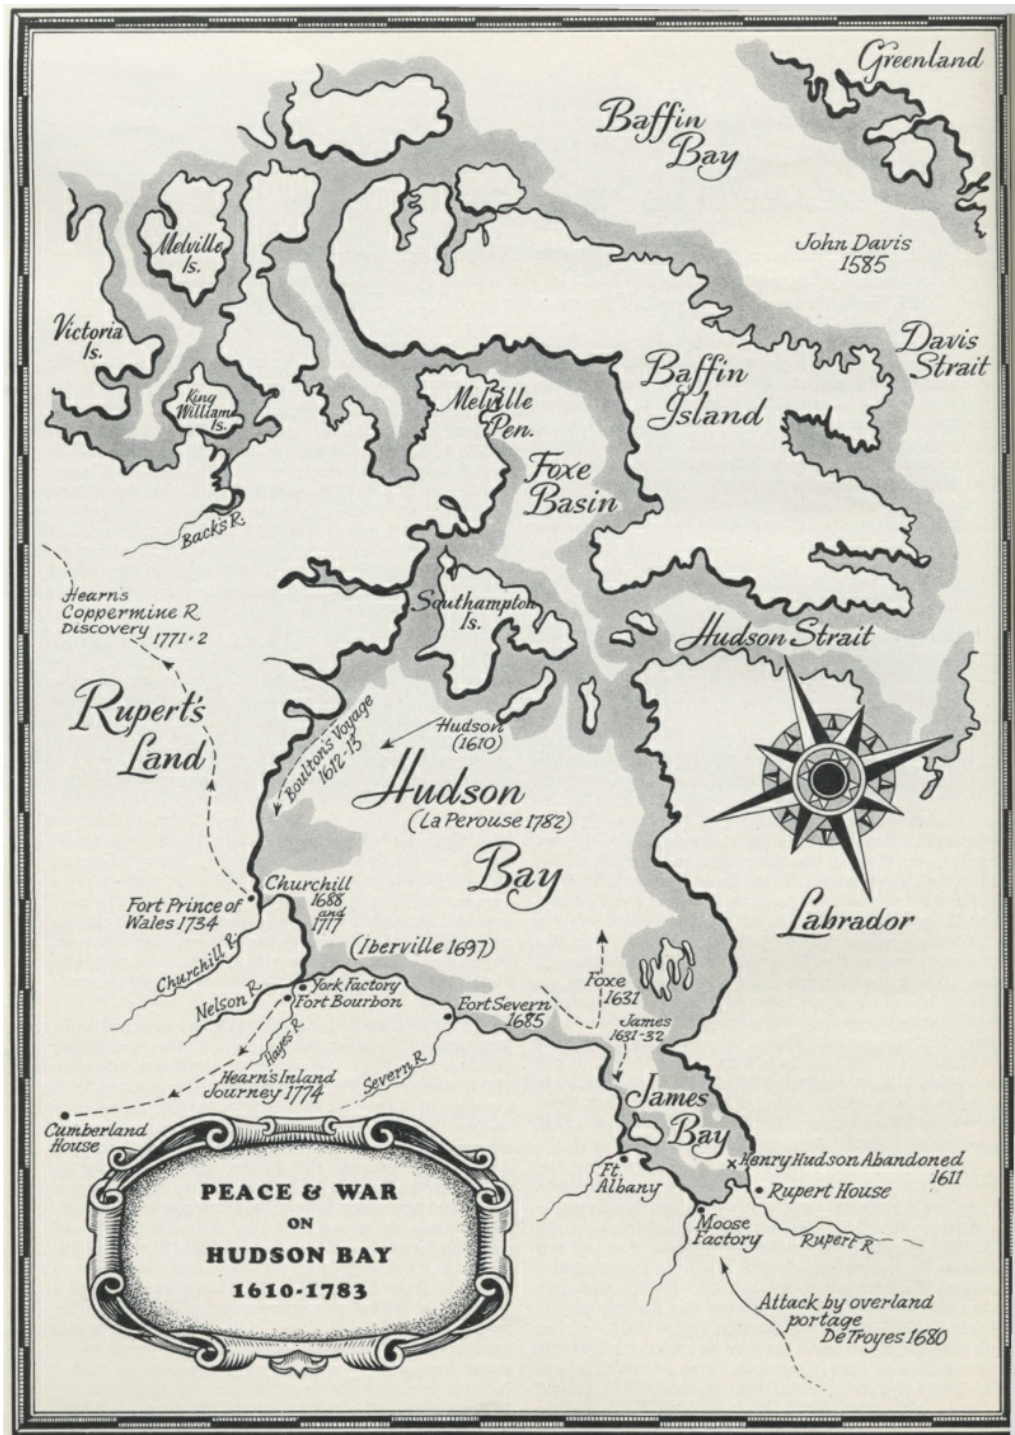 Greenland
Baffin
Bay
John Davis
1585
Melville
Is.
Victoria
Is.
Davis
Strait
Baffin
Island
King
William
Is.
Melville
Pen.
Foxe
Basin
Back's R.
Hearn's
Coppermine R
Discovery 1771-2
Southampton
Is.
Hudson Strait
Rupert's
Land
Boulton's Voyage
1612-13
Hudson
(1610)
Hudson
(La Perouse 1782)
Bay
Churchill
1688
and
1717
Fort Prince of
Wales 1734
Labrador
Churchill R.
(Iberville 1697)
Nelson R
York Factory
Fort Bourbon
Foxe
1631
Fort Severn
1685
James
1631-32
Hayes R
Severn R
Hearn's Inland
Journey 1774
James
Bay
Cumberland
House
Henry Hudson Abandoned
1611
Ft.
Albany
Rupert House
Moose
Factory
Rupert R
PEACE & WAR
ON
HUDSON BAY
1610-1783
Attack by overland
portage
DeTroyes 1680